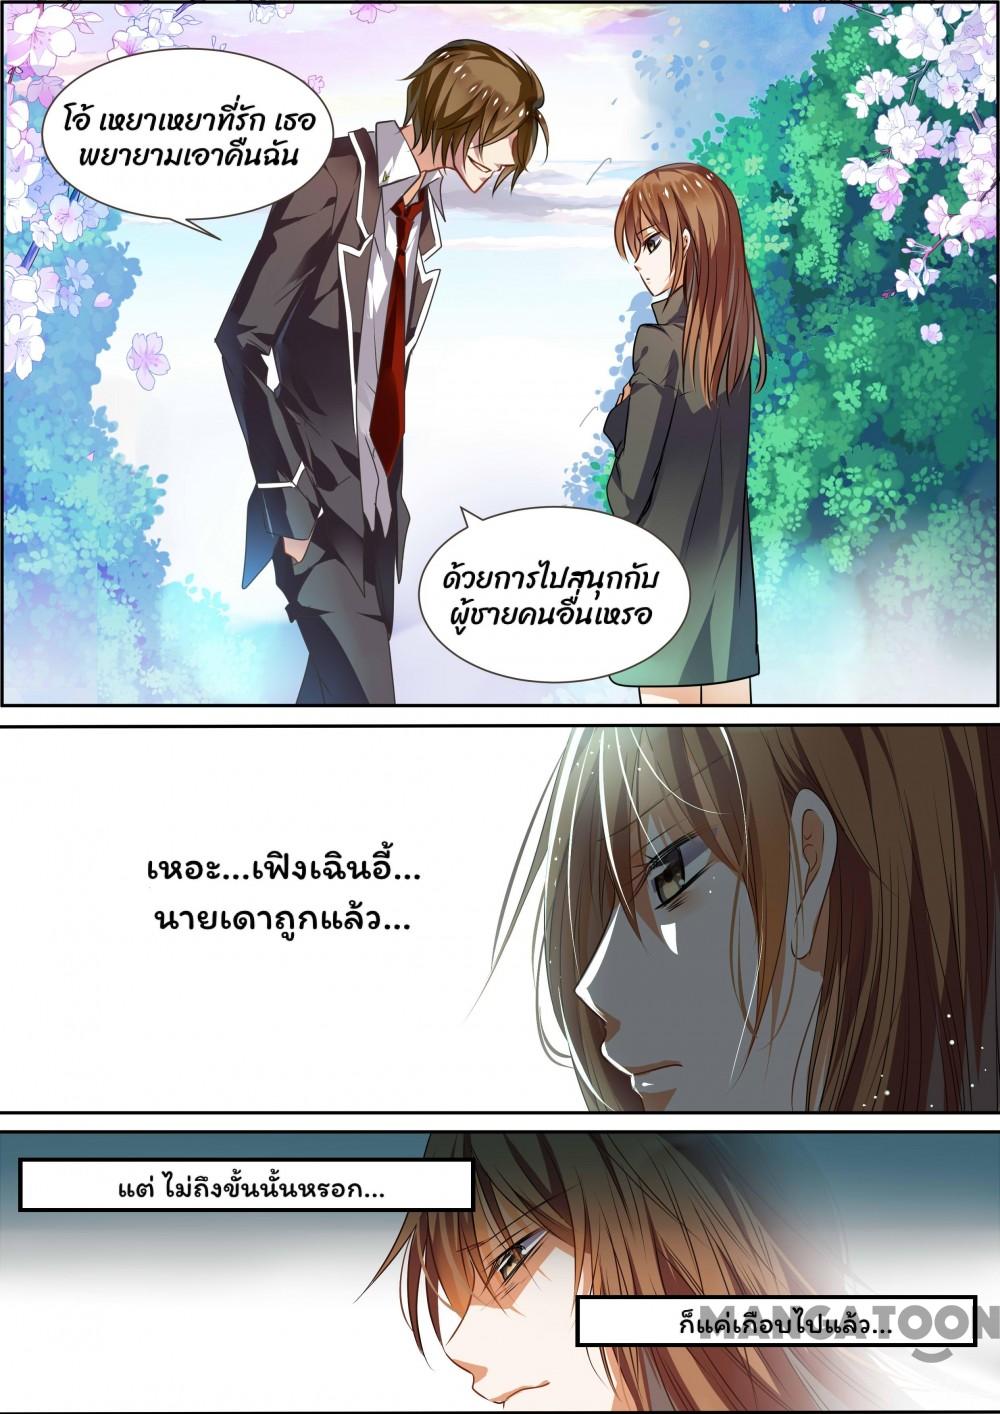 โอ้ เหยาเหยาที่รัก เธอ
พยายามเอาคืนฉัน
ด้วยการไปสนุกกับ
ผู้ชายคนอื่นเหรอ
เหอะ...เฟิงเฉินอี้...
นายเดาถูกแล้ว...
แต่ ไม่ถึงขั้นนั้นหรอก...
ก็แค่เกือบไปแล้ว...
MANGATOON